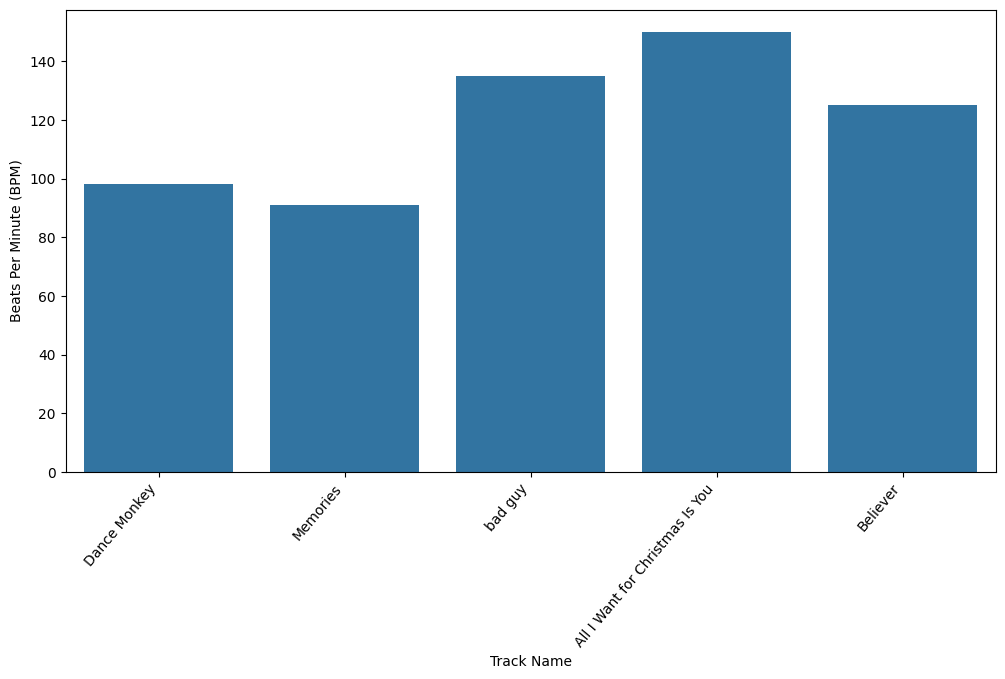 Beats Per Minute (BPM)
140
120
100
80
60
40
20
0
Dance Monkey
Memories
bad guy
All I Want for Christmas Is You
Believer
Track Name